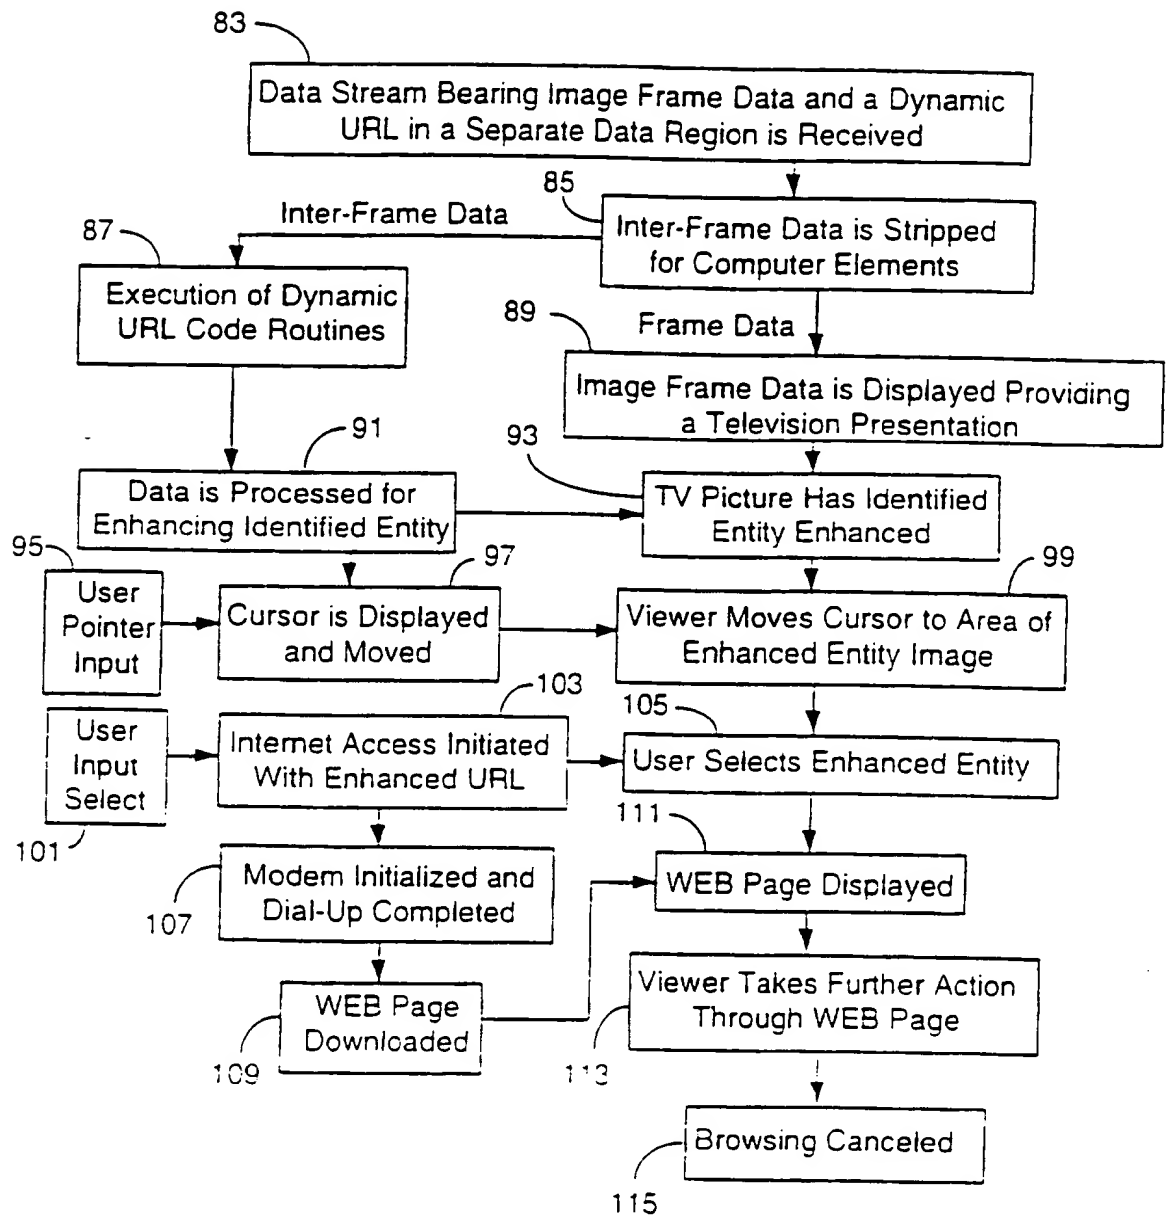 83
Data Stream Bearing Image Frame Data and a Dynamic
URL in a Separate Data Region is Received
85
Inter-Frame Data
87
Inter-Frame Data is Stripped
for Computer Elements
Execution of Dynamic
URL Code Routines
89
Frame Data
Image Frame Data is Displayed Providing
a Television Presentation
91
93
Data is Processed for
Enhancing Identified Entity
TV Picture Has Identified
Entity Enhanced
95
97
99
User
Pointer
Input
Cursor is Displayed
and Moved
Viewer Moves Cursor to Area of
Enhanced Entity Image
103
105
User
Input
Select
Internet Access Initiated
With Enhanced URL
User Selects Enhanced Entity
101
111
107
Modem Initialized and
Dial-Up Completed
WEB Page Displayed
109
WEB Page
Downloaded
113
Viewer Takes Further Action
Through WEB Page
Browsing Canceled
115